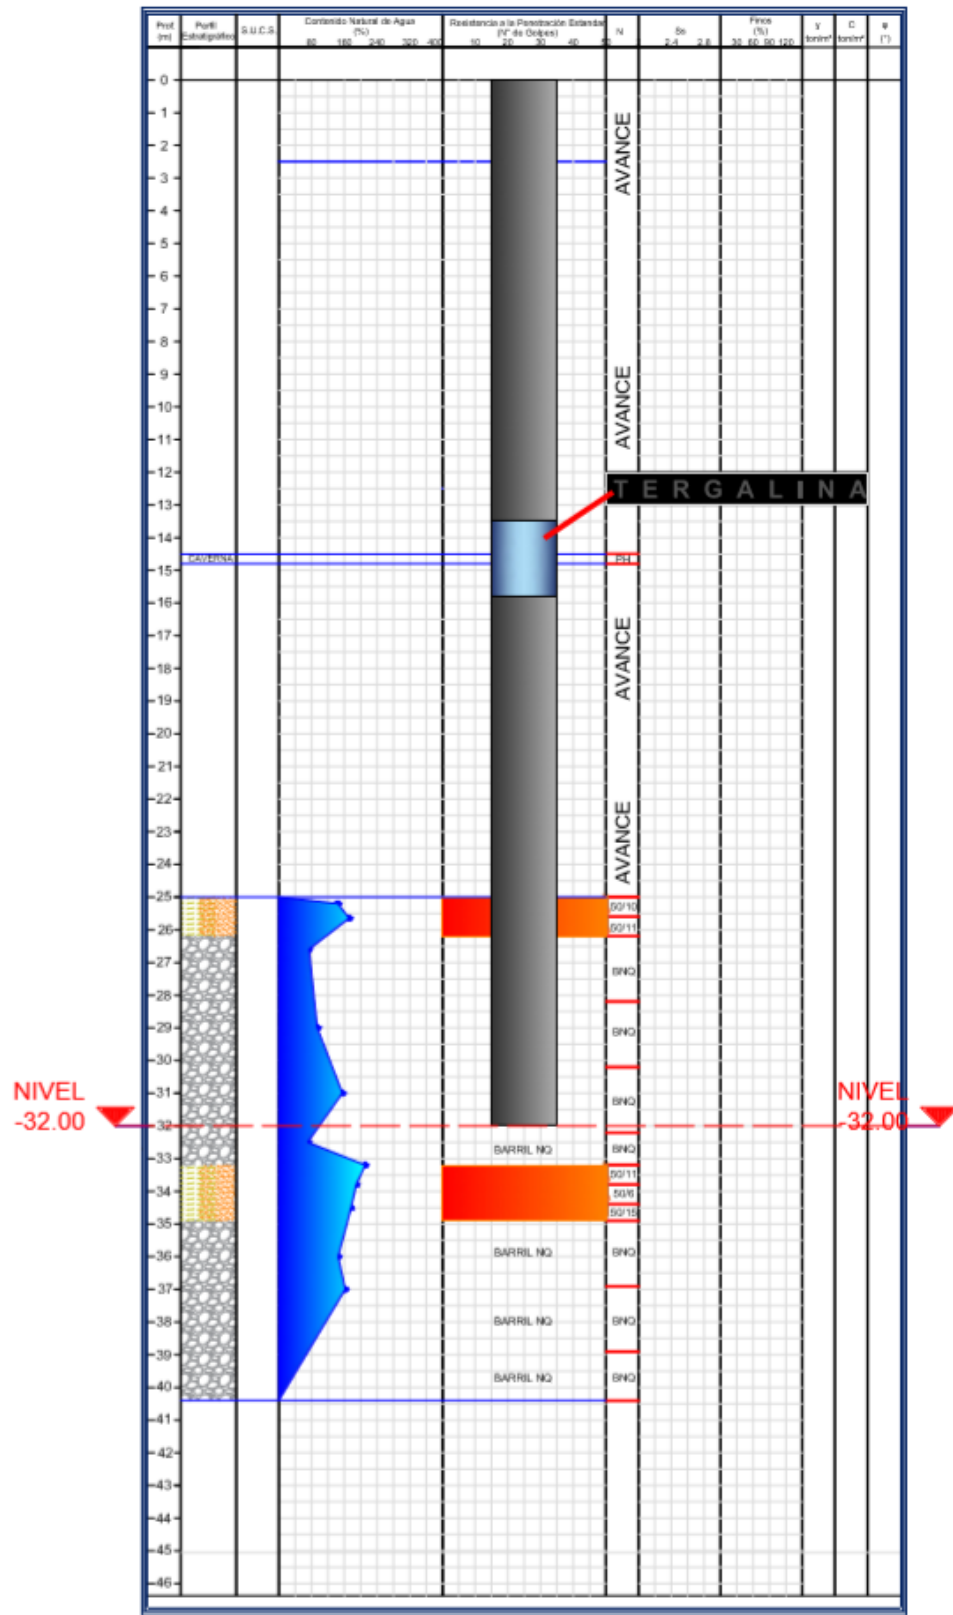 Prof. (m)
Perfil Estratigráfico
S.U.C.S.
Contenido Natural de Agua (%)
80 160 240 320 400
Resistencia a la Penetración Estandar (N° de Golpes)
10 20 30 40 50
N
Ss
2.4 2.8
Finos (%)
30 60 90 120
γ ton/m³
C ton/m²
φ (°)
0
1
AVANCE
2
3
4
5
6
7
8
9
10
AVANCE
11
12
TERGALINA
13
14
CAVERNA PH
15
16
17
18
AVANCE
19
20
21
22
23
AVANCE
24
25
50/10
26
50/11
27
BNQ
28
29
BNQ
30
31
BNQ
NIVEL -32.00
NIVEL -32.00
32
BARRIL NQ BNQ
33
50/11
34
50/6
50/15
35
36
BARRIL NQ BNQ
37
38
BARRIL NQ BNQ
39
40
BARRIL NQ BNQ
41
42
43
44
45
46